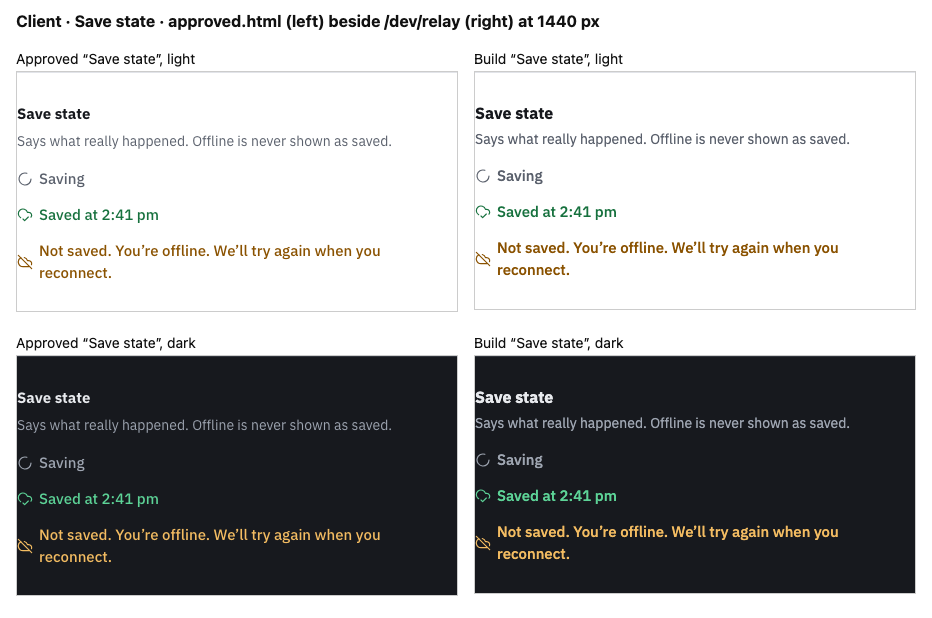 Client · Save state · approved.html (left) beside /dev/relay (right) at 1440 px
Approved “Save state”, light
Save state
Says what really happened. Offline is never shown as saved.
Saving
Saved at 2:41 pm
Not saved. You’re offline. We’ll try again when you
reconnect.
Build “Save state”, light
Save state
Says what really happened. Offline is never shown as saved.
Saving
Saved at 2:41 pm
Not saved. You’re offline. We’ll try again when you
reconnect.
Approved “Save state”, dark
Save state
Says what really happened. Offline is never shown as saved.
Saving
Saved at 2:41 pm
Not saved. You’re offline. We’ll try again when you
reconnect.
Build “Save state”, dark
Save state
Says what really happened. Offline is never shown as saved.
Saving
Saved at 2:41 pm
Not saved. You’re offline. We’ll try again when you
reconnect.